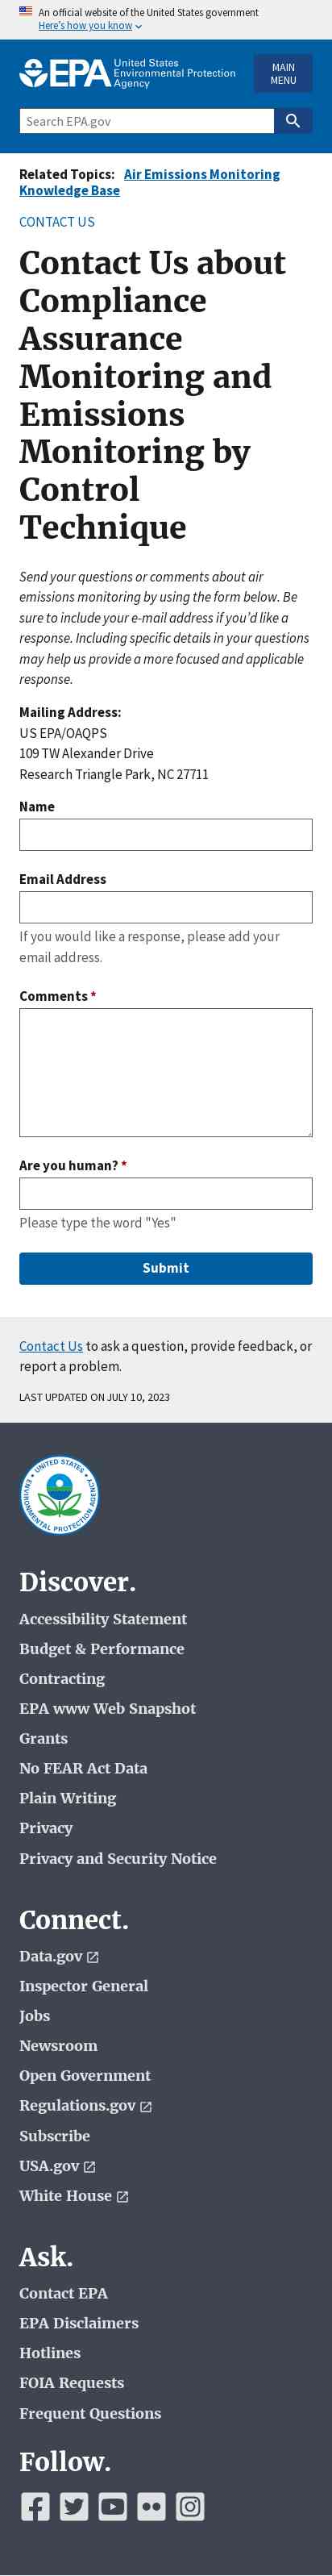 An official website of the United States government
Here's how you know
EPA United States
Environmental Protection
Agency
MAIN
MENU
Search EPA.gov
Related Topics: Air Emissions Monitoring
Knowledge Base
CONTACT US
Contact Us about
Compliance
Assurance
Monitoring and
Emissions
Monitoring by
Control
Technique
Send your questions or comments about air
emissions monitoring by using the form below. Be
sure to include your e-mail address if you'd like a
response. Including specific details in your questions
may help us provide a more focused and applicable
response.
Mailing Address:
US EPA/OAQPS
109 TW Alexander Drive
Research Triangle Park, NC 27711
Name
Email Address
If you would like a response, please add your
email address.
Comments *
Are you human? *
Please type the word "Yes"
Submit
Contact Us to ask a question, provide feedback, or
report a problem.
LAST UPDATED ON JULY 10, 2023
UNITED STATES
ENVIRONMENTAL PROTECTION AGENCY
Discover.
Accessibility Statement
Budget & Performance
Contracting
EPA www Web Snapshot
Grants
No FEAR Act Data
Plain Writing
Privacy
Privacy and Security Notice
Connect.
Data.gov
Inspector General
Jobs
Newsroom
Open Government
Regulations.gov
Subscribe
USA.gov
White House
Ask.
Contact EPA
EPA Disclaimers
Hotlines
FOIA Requests
Frequent Questions
Follow.